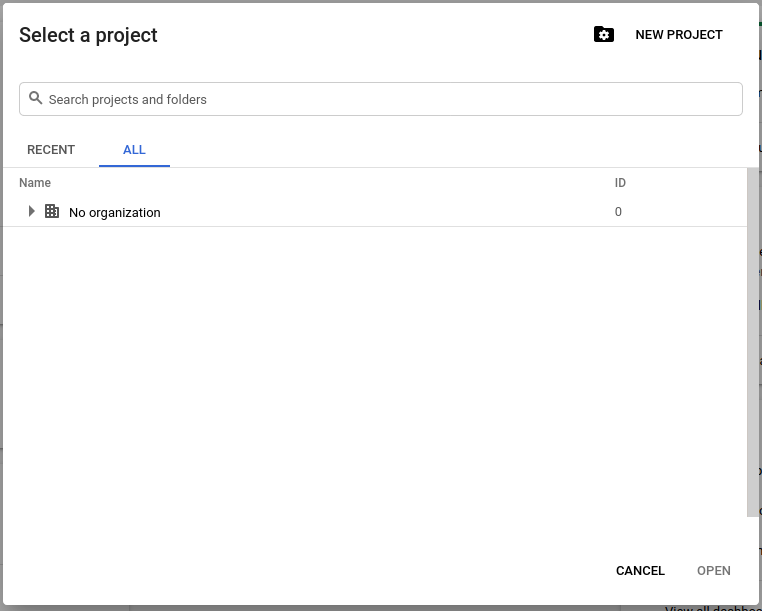 Select a project
NEW PROJECT
Search projects and folders
RECENT
ALL
Name
ID
No organization
0
CANCEL
OPEN